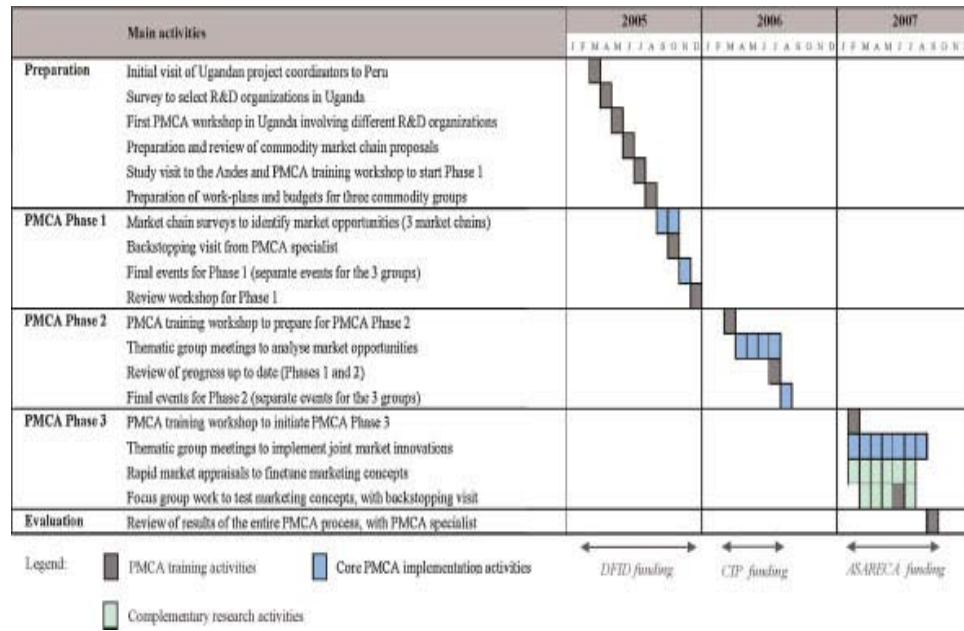 Main activities 2005 2006 2007
J F M A M J J A S O N D J F M A M J J A S O N D J F M A M J J A S O N
Preparation Initial visit of Ugandan project coordinators to Peru
Survey to select R&D organizations in Uganda
First PMCA workshop in Uganda involving different R&D organizations
Preparation and review of commodity market chain proposals
Study visit to the Andes and PMCA training workshop to start Phase 1
Preparation of work-plans and budgets for three commodity groups
PMCA Phase 1 Market chain surveys to identify market opportunities (3 market chains)
Backstopping visit from PMCA specialist
Final events for Phase 1 (separate events for the 3 groups)
Review workshop for Phase 1
PMCA Phase 2 PMCA training workshop to prepare for PMCA Phase 2
Thematic group meetings to analyse market opportunities
Review of progress up to date (Phases 1 and 2)
Final events for Phase 2 (separate events for the 3 groups)
PMCA Phase 3 PMCA training workshop to initiate PMCA Phase 3
Thematic group meetings to implement joint market innovations
Rapid market appraisals to finetune marketing concepts
Focus group work to test marketing concepts, with backstopping visit
Evaluation Review of results of the entire PMCA process, with PMCA specialist
Legend: PMCA training activities Core PMCA implementation activities DFID funding CIP funding ASARECA funding
Complementary research activities